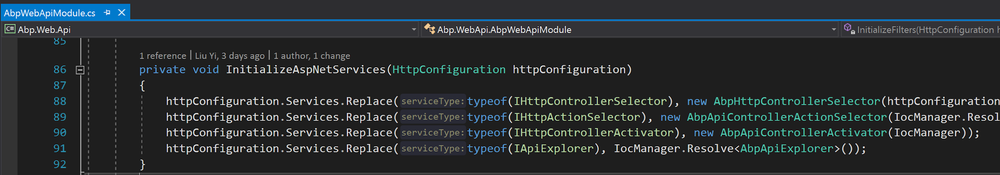 AbpWebApiModule.cs
C# Abp.Web.Api Abp.WebApi.AbpWebApiModule InitializeFilters(HttpConfiguration h
85
1 reference | Liu Yi, 3 days ago | 1 author, 1 change
86 private void InitializeAspNetServices(HttpConfiguration httpConfiguration)
87 {
88 httpConfiguration.Services.Replace(serviceType:typeof(IHttpControllerSelector), new AbpHttpControllerSelector(httpConfiguration
89 httpConfiguration.Services.Replace(serviceType:typeof(IHttpActionSelector), new AbpApiControllerActionSelector(IocManager.Resol
90 httpConfiguration.Services.Replace(serviceType:typeof(IHttpControllerActivator), new AbpApiControllerActivator(IocManager));
91 httpConfiguration.Services.Replace(serviceType:typeof(IApiExplorer), IocManager.Resolve<AbpApiExplorer>());
92 }